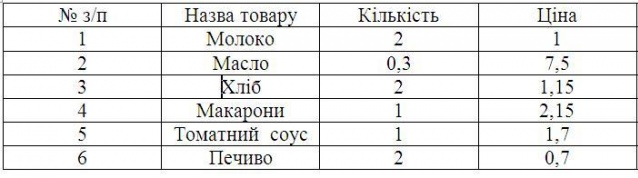 № з/п Назва товару Кількість Ціна
1 Молоко 2 1
2 Масло 0,3 7,5
3 Хліб 2 1,15
4 Макарони 1 2,15
5 Томатний соус 1 1,7
6 Печиво 2 0,7